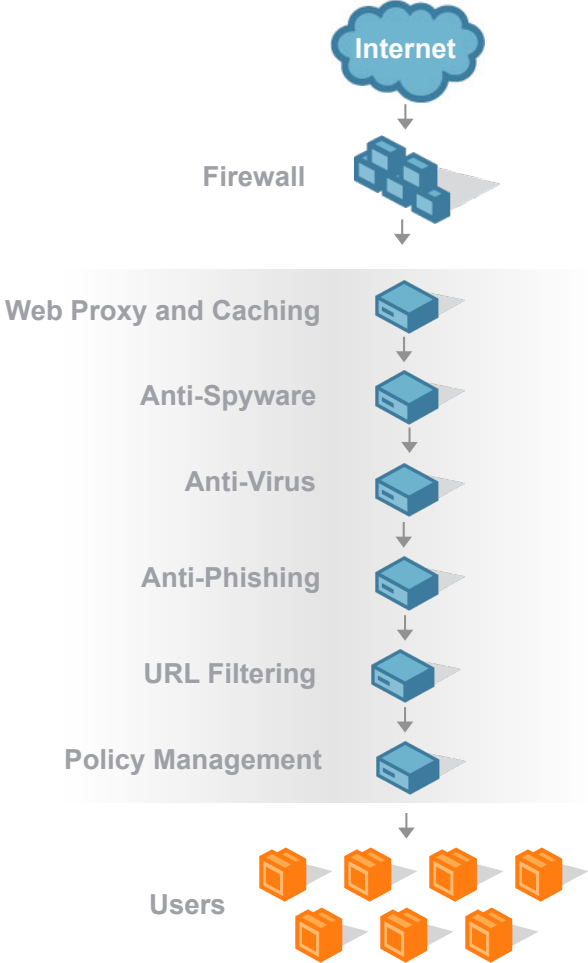 Internet
Firewall
Web Proxy and Caching
Anti-Spyware
Anti-Virus
Anti-Phishing
URL Filtering
Policy Management
Users